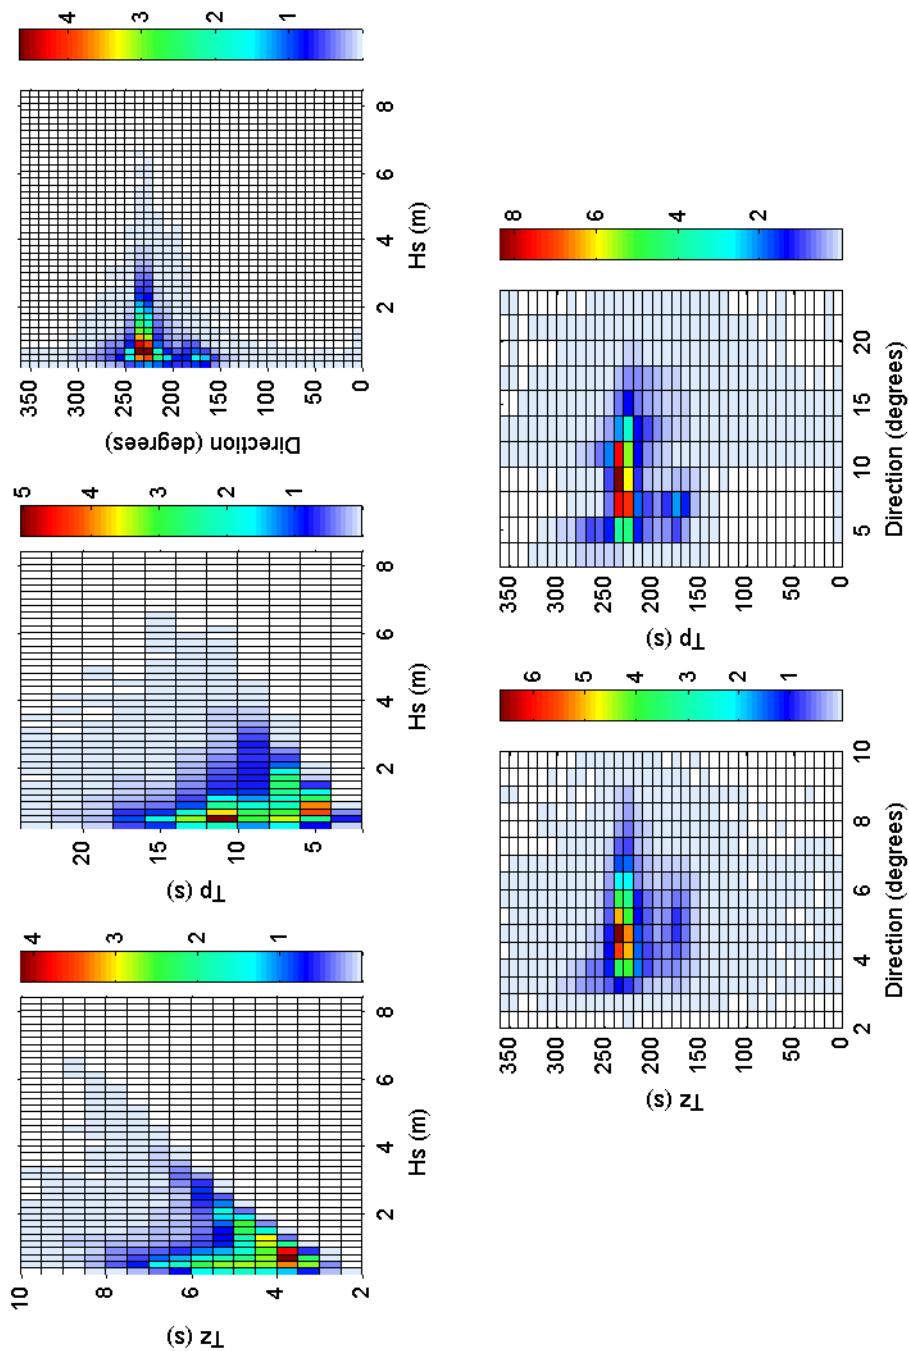 4 3 2 1
350 300 250 200 150 100 50 0
Direction (degrees)
2 4 6 8
Hs (m)
5 4 3 2 1
20 15 10 5
Tp (s)
2 4 6 8
Hs (m)
4 3 2 1
10 8 6 4 2
Tz (s)
2 4 6 8
Hs (m)
8 6 4 2
350 300 250 200 150 100 50 0
Tp (s)
5 10 15 20
Direction (degrees)
6 5 4 3 2 1
350 300 250 200 150 100 50 0
Tz (s)
2 4 6 8 10
Direction (degrees)